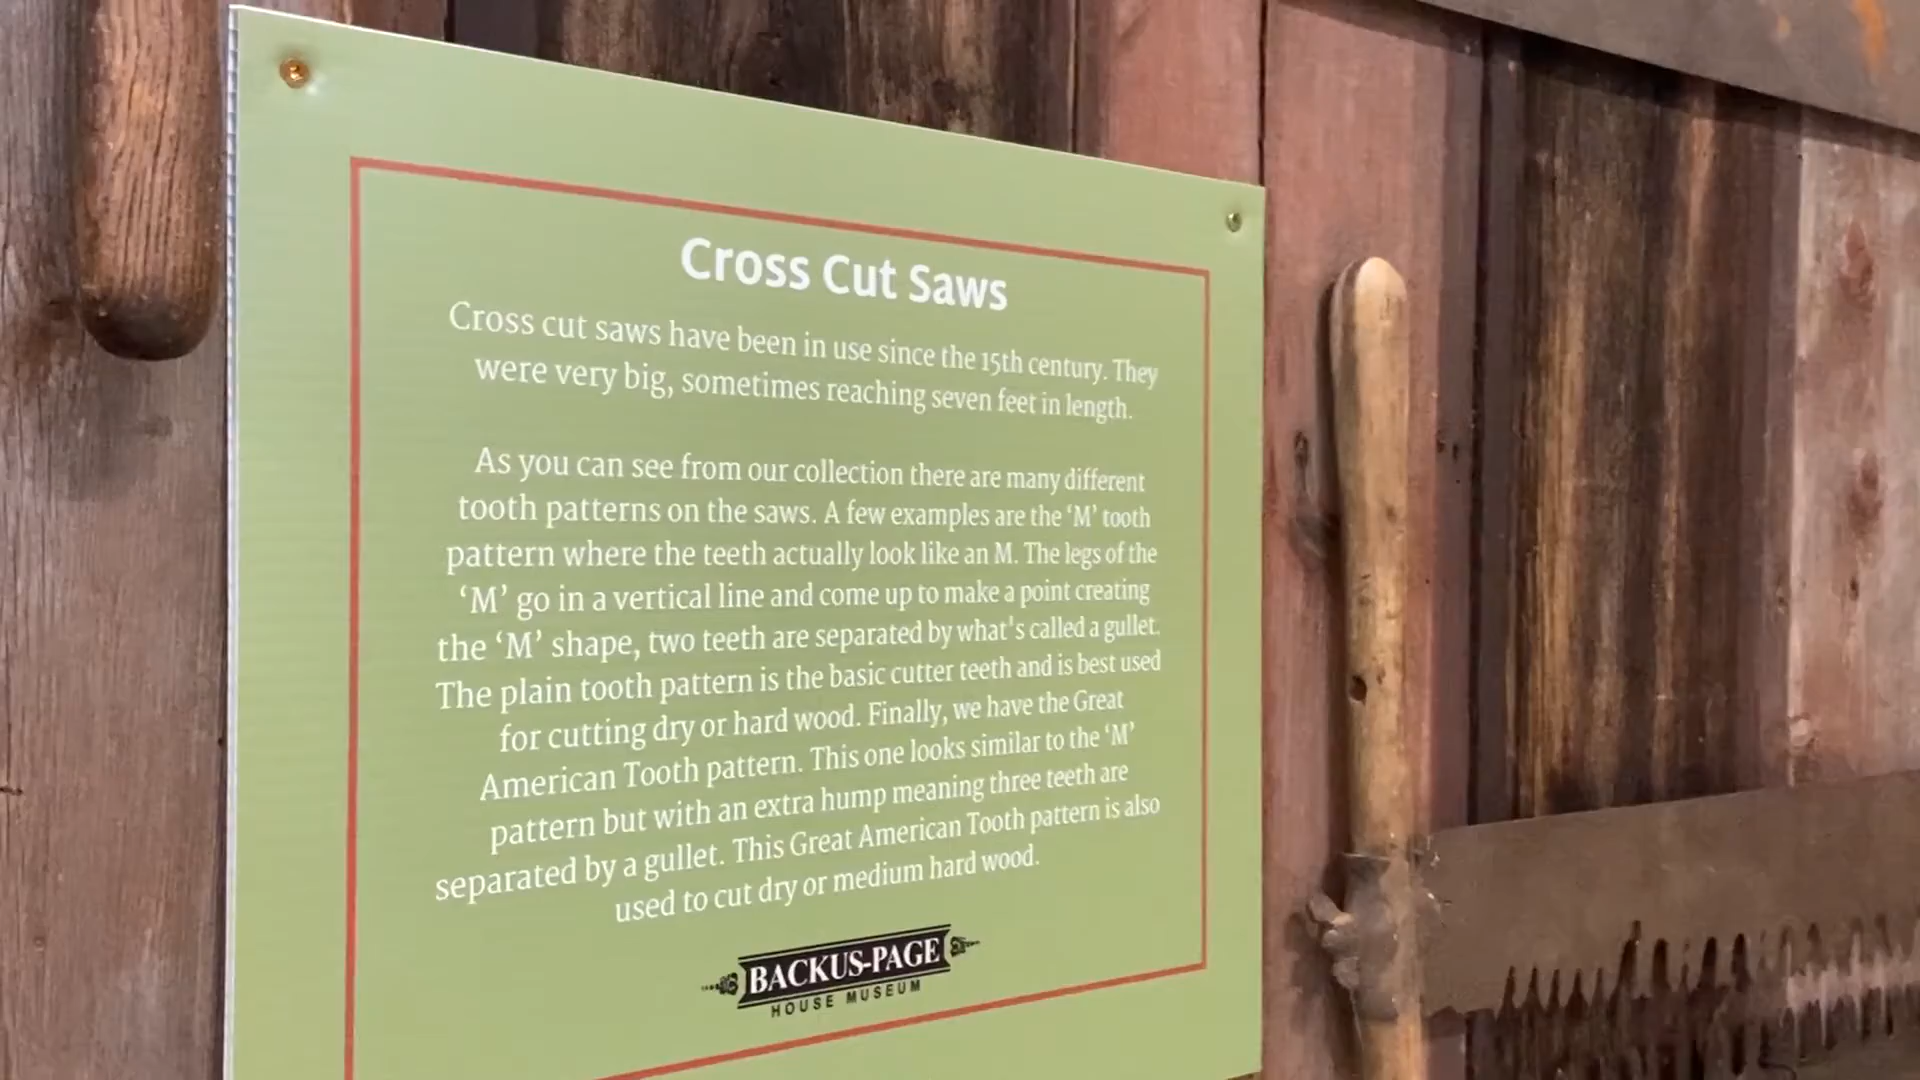 Cross Cut Saws
Cross cut saws have been in use since the 15th century. They
were very big, sometimes reaching seven feet in length.
As you can see from our collection there are many different
tooth patterns on the saws. A few examples are the ‘M’ tooth
pattern where the teeth actually look like an M. The legs of the
‘M’ go in a vertical line and come up to make a point creating
the ‘M’ shape, two teeth are separated by what's called a gullet.
The plain tooth pattern is the basic cutter teeth and is best used
for cutting dry or hard wood. Finally, we have the Great
American Tooth pattern. This one looks similar to the ‘M’
pattern but with an extra hump meaning three teeth are
separated by a gullet. This Great American Tooth pattern is also
used to cut dry or medium hard wood.
BACKUS-PAGE
HOUSE MUSEUM